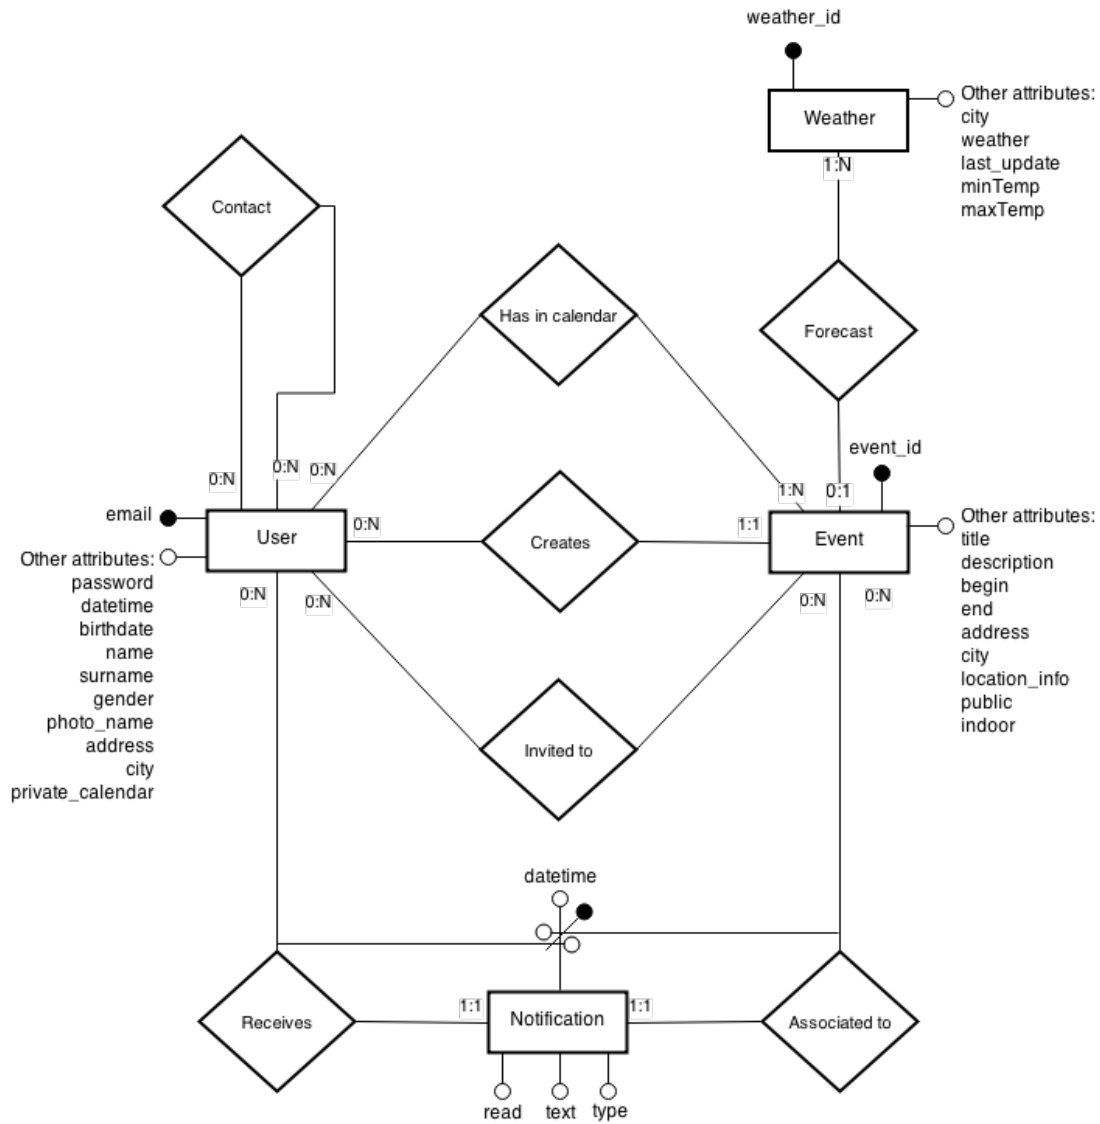 weather_id
Weather
Other attributes:
city
weather
last_update
minTemp
maxTemp
1:N
Contact
Has in calendar
Forecast
0:N
0:N
0:N
1:N
0:1
event_id
email
User
0:N
Creates
1:1
Event
Other attributes:
title
description
begin
end
address
city
location_info
public
indoor
Other attributes:
password
datetime
birthdate
name
surname
gender
photo_name
address
city
private_calendar
0:N
0:N
0:N
0:N
Invited to
datetime
Receives
1:1
Notification
1:1
Associated to
read
text
type